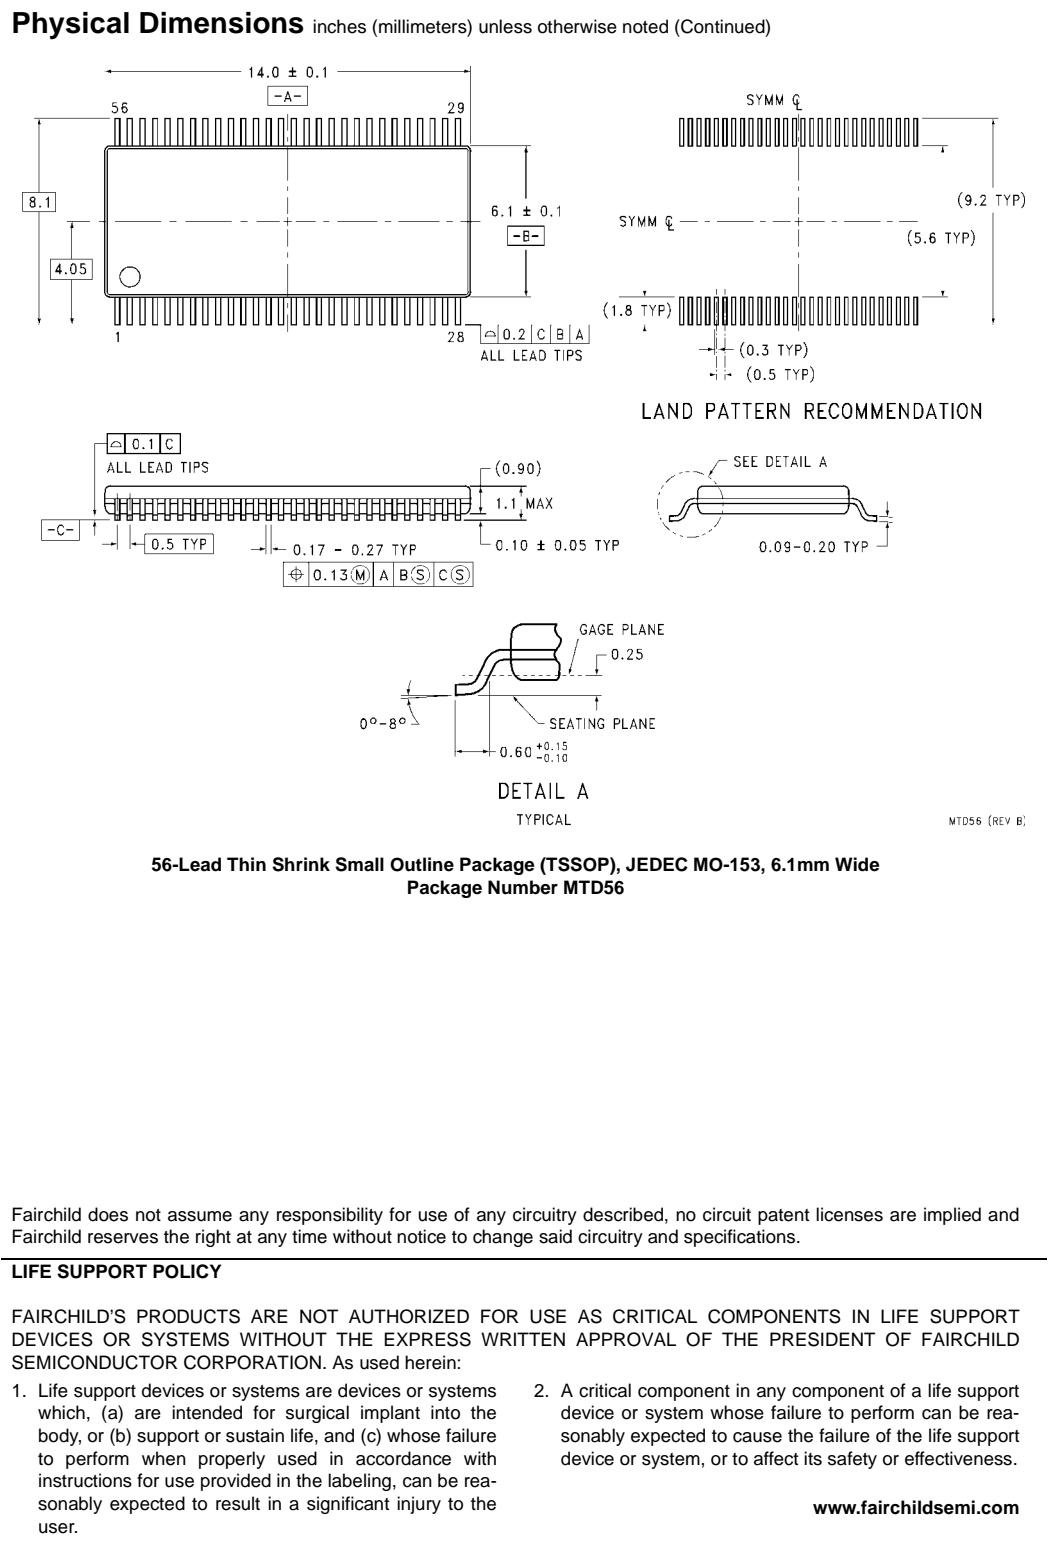 Physical Dimensions inches (millimeters) unless otherwise noted (Continued)
14.0 ± 0.1
-A-
56
29
8.1
4.05
6.1 ± 0.1
-B-
1
28
⌓ 0.2 C B A
ALL LEAD TIPS
SYMM ℄
SYMM ℄
(9.2 TYP)
(5.6 TYP)
(1.8 TYP)
(0.3 TYP)
(0.5 TYP)
LAND PATTERN RECOMMENDATION
⌓ 0.1 C
ALL LEAD TIPS
(0.90)
1.1 MAX
-C-
0.5 TYP
0.17 - 0.27 TYP
0.10 ± 0.05 TYP
⌖ 0.13 Ⓜ A B Ⓢ C Ⓢ
SEE DETAIL A
0.09-0.20 TYP
GAGE PLANE
0.25
0°-8°
SEATING PLANE
0.60 +0.15 -0.10
DETAIL A
TYPICAL
MTD56 (REV B)
56-Lead Thin Shrink Small Outline Package (TSSOP), JEDEC MO-153, 6.1mm Wide
Package Number MTD56
Fairchild does not assume any responsibility for use of any circuitry described, no circuit patent licenses are implied and
Fairchild reserves the right at any time without notice to change said circuitry and specifications.
LIFE SUPPORT POLICY
FAIRCHILD'S PRODUCTS ARE NOT AUTHORIZED FOR USE AS CRITICAL COMPONENTS IN LIFE SUPPORT
DEVICES OR SYSTEMS WITHOUT THE EXPRESS WRITTEN APPROVAL OF THE PRESIDENT OF FAIRCHILD
SEMICONDUCTOR CORPORATION. As used herein:
1. Life support devices or systems are devices or systems
which, (a) are intended for surgical implant into the
body, or (b) support or sustain life, and (c) whose failure
to perform when properly used in accordance with
instructions for use provided in the labeling, can be rea-
sonably expected to result in a significant injury to the
user.
2. A critical component in any component of a life support
device or system whose failure to perform can be rea-
sonably expected to cause the failure of the life support
device or system, or to affect its safety or effectiveness.
www.fairchildsemi.com